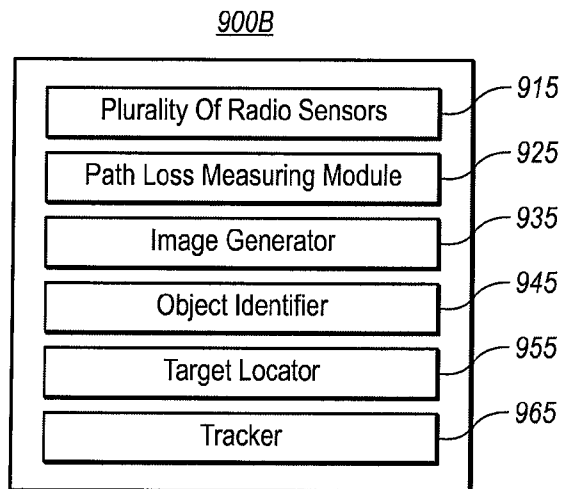 900B
Plurality Of Radio Sensors 915
Path Loss Measuring Module 925
Image Generator 935
Object Identifier 945
Target Locator 955
Tracker 965